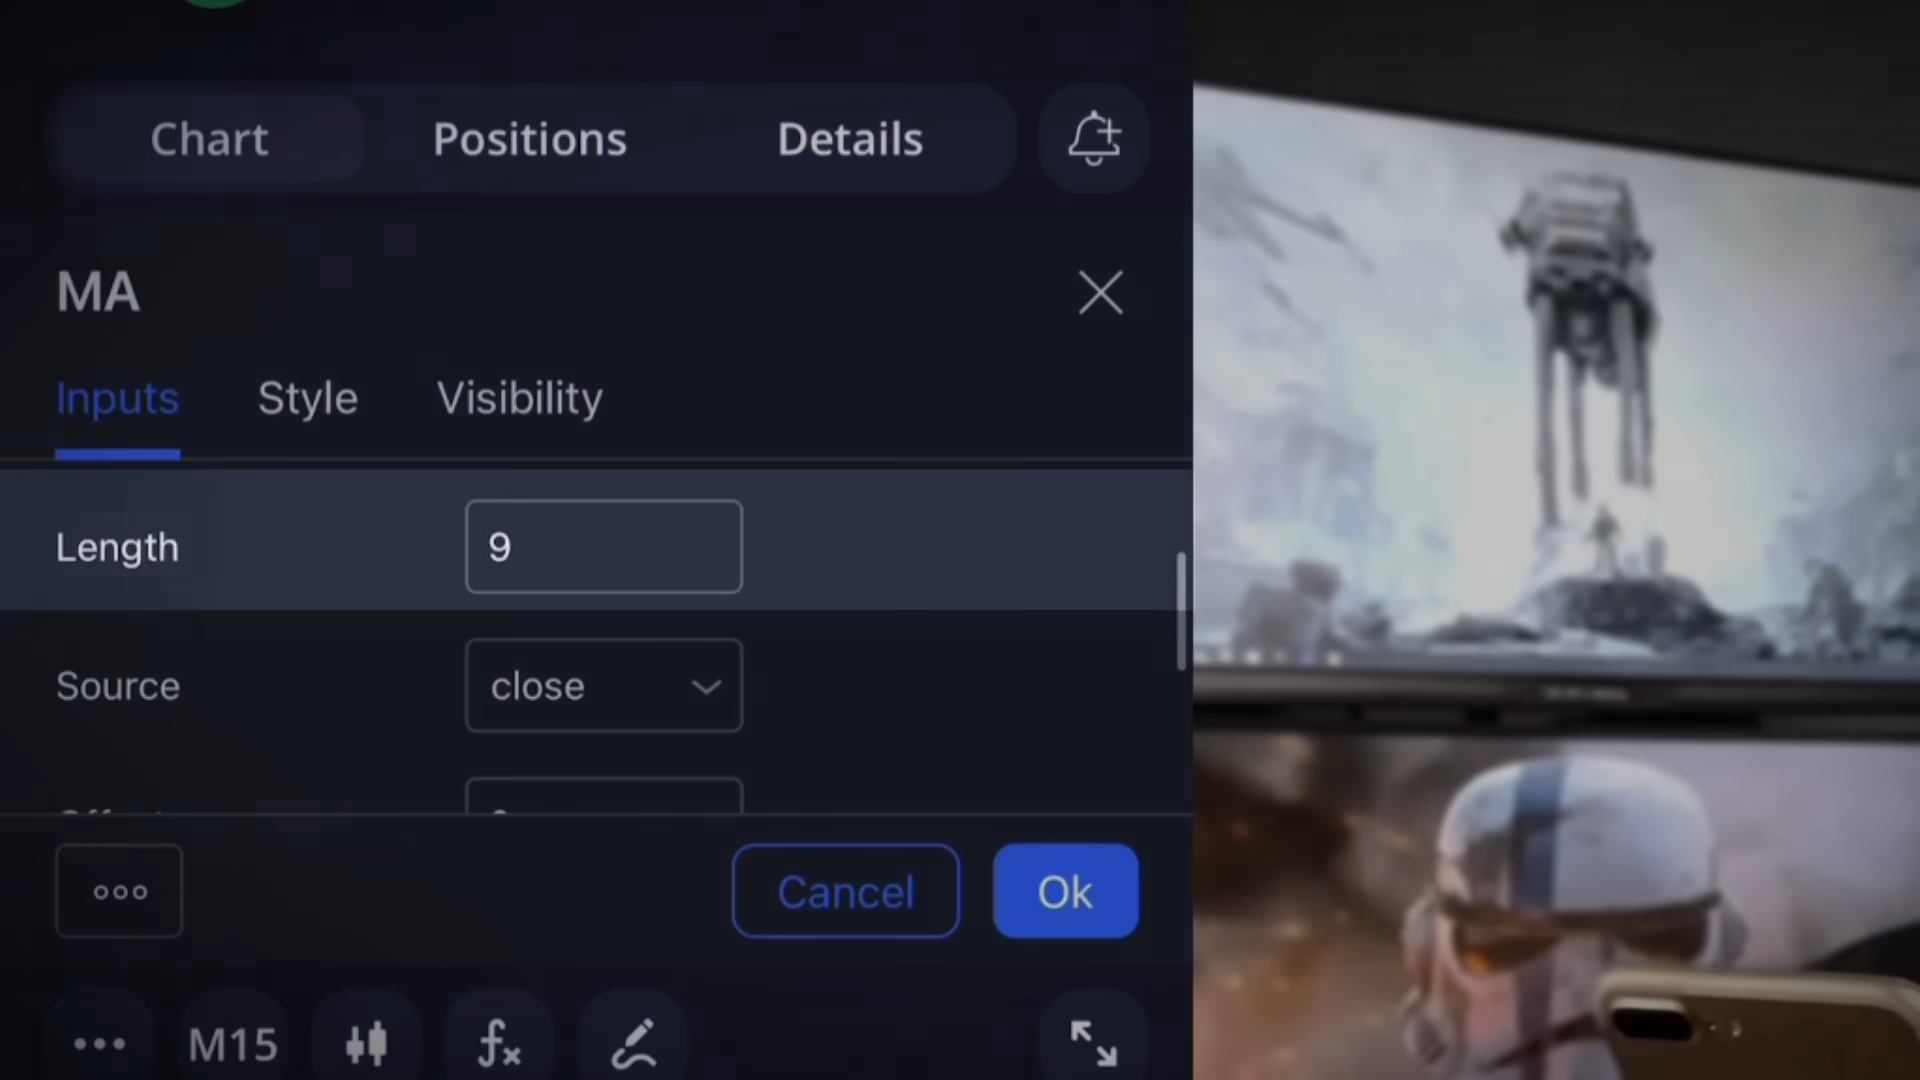 Chart Positions Details
MA
Inputs Style Visibility
Length 9
Source close
Cancel Ok
M15